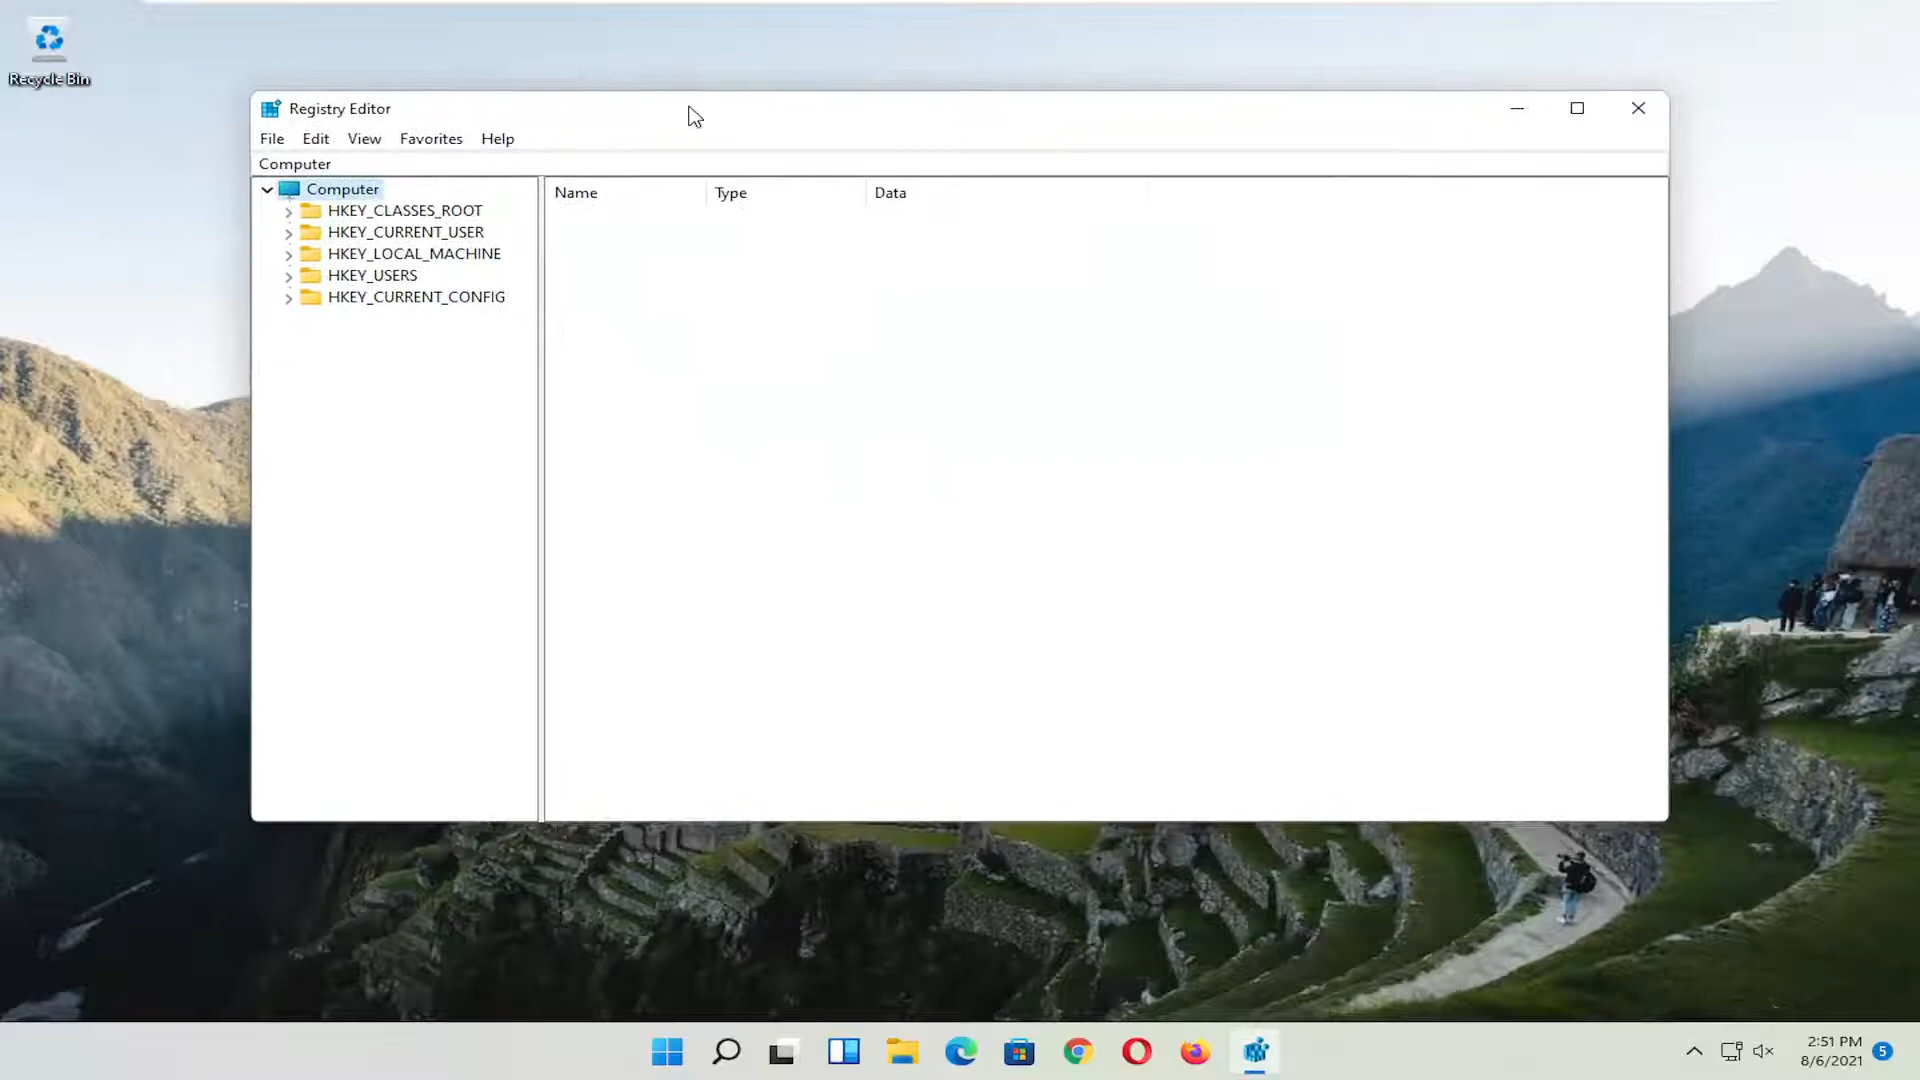 Recycle Bin
Registry Editor
File Edit View Favorites Help
Computer
Computer
HKEY_CLASSES_ROOT
HKEY_CURRENT_USER
HKEY_LOCAL_MACHINE
HKEY_USERS
HKEY_CURRENT_CONFIG
Name Type Data
2:51 PM
8/6/2021
5